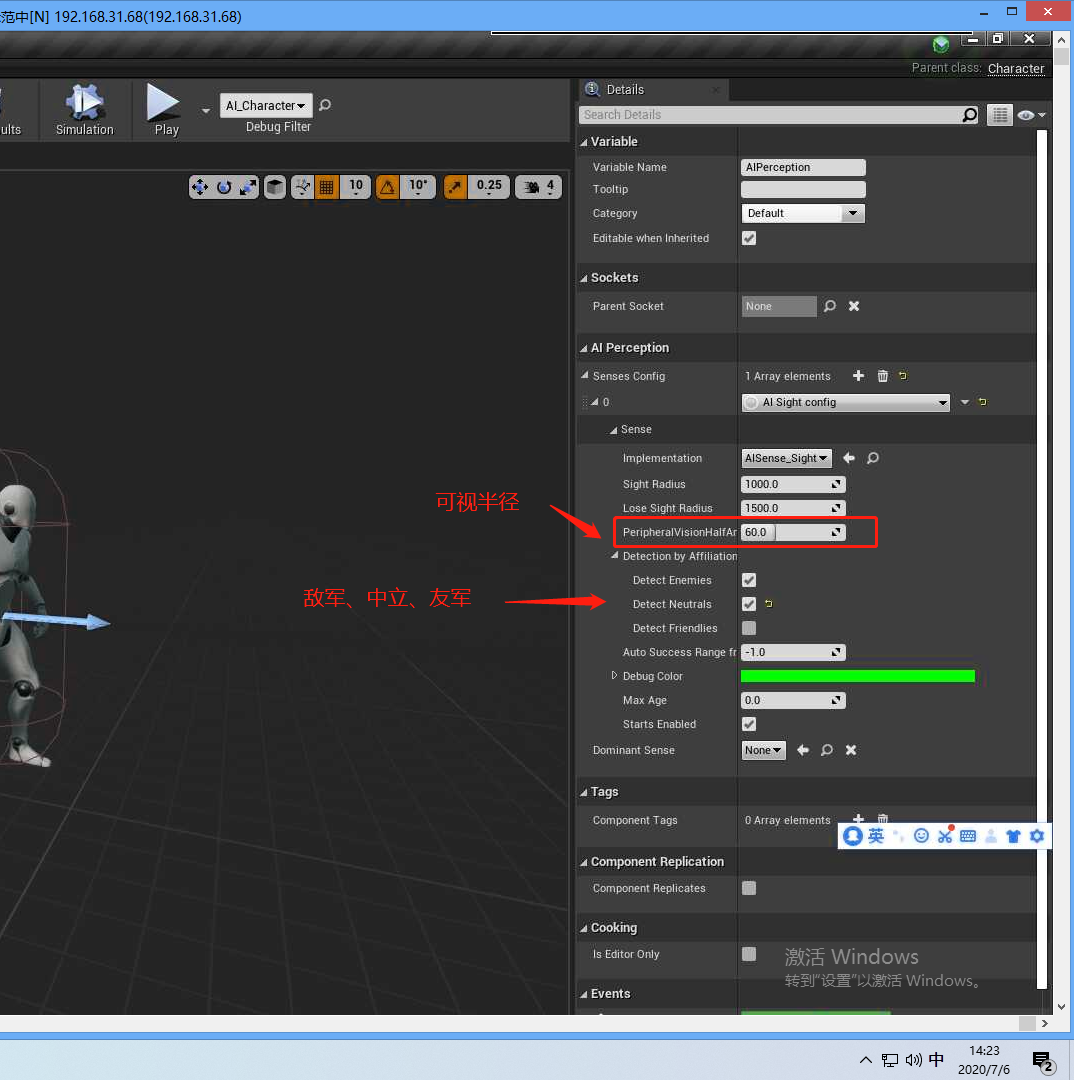 范中[N] 192.168.31.68(192.168.31.68)
Parent class: Character
ults
Simulation
Play
AI_Character
Debug Filter
10
10°
0.25
4
Details
Search Details
Variable
Variable Name AIPerception
Tooltip
Category Default
Editable when Inherited
Sockets
Parent Socket None
AI Perception
Senses Config 1 Array elements
0 AI Sight config
Sense
Implementation AISense_Sight
Sight Radius 1000.0
Lose Sight Radius 1500.0
可视半径
PeripheralVisionHalfAr 60.0
Detection by Affiliation
Detect Enemies
敌军、中立、友军
Detect Neutrals
Detect Friendlies
Auto Success Range fr -1.0
Debug Color
Max Age 0.0
Starts Enabled
Dominant Sense None
Tags
Component Tags 0 Array elements
英
Component Replication
Component Replicates
Cooking
Is Editor Only
激活 Windows
转到“设置”以激活 Windows。
Events
中
14:23
2020/7/6
2